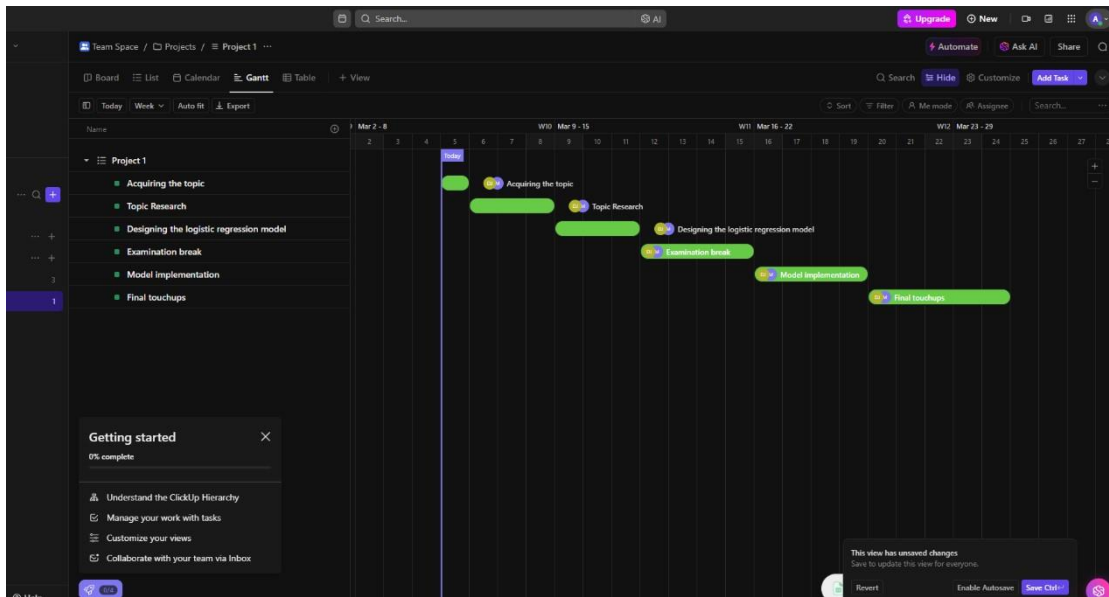 Search...
AI
Upgrade
New
Team Space / Projects / Project 1 ...
Automate
Ask AI
Share
Board
List
Calendar
Gantt
Table
+ View
Search
Hide
Customize
Add Task
Today
Week
Auto fit
Export
Sort
Filter
Me mode
Assignee
Search...
Name
Mar 2 - 8
W10 Mar 9 - 15
W11 Mar 16 - 22
W12 Mar 23 - 29
2 3 4 5 6 7 8 9 10 11 12 13 14 15 16 17 18 19 20 21 22 23 24 25 26 27
Today
Project 1
Acquiring the topic
Acquiring the topic
Topic Research
Topic Research
Designing the logistic regression model
Designing the logistic regression model
Examination break
Examination break
Model implementation
Model implementation
Final touchups
Final touchups
3
1
Getting started
0% complete
Understand the ClickUp Hierarchy
Manage your work with tasks
Customize your views
Collaborate with your team via Inbox
0/4
This view has unsaved changes
Save to update this view for everyone.
Revert
Enable Autosave
Save Ctrl